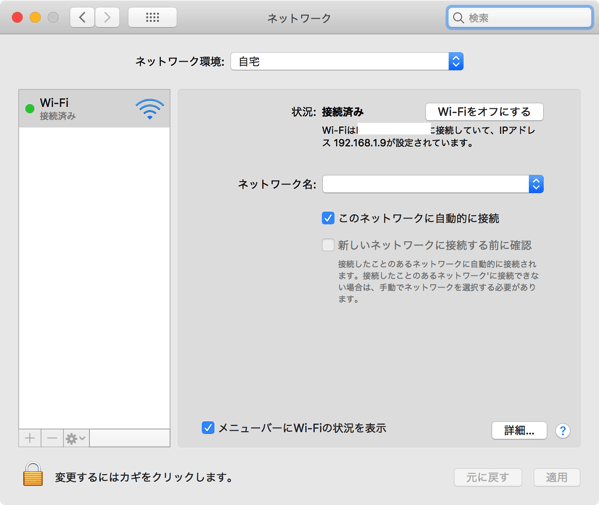 ネットワーク
検索
ネットワーク環境: 自宅
Wi-Fi
接続済み
状況: 接続済み
Wi-Fiをオフにする
Wi-Fiは に接続していて、IPアドレ
ス 192.168.1.9が設定されています。
ネットワーク名:
このネットワークに自動的に接続
新しいネットワークに接続する前に確認
接続したことのあるネットワークに自動的に接続され
ます。接続したことのあるネットワークに接続できな
い場合は、手動でネットワークを選択する必要があり
ます。
メニューバーにWi-Fiの状況を表示
詳細...
?
変更するにはカギをクリックします。
元に戻す
適用